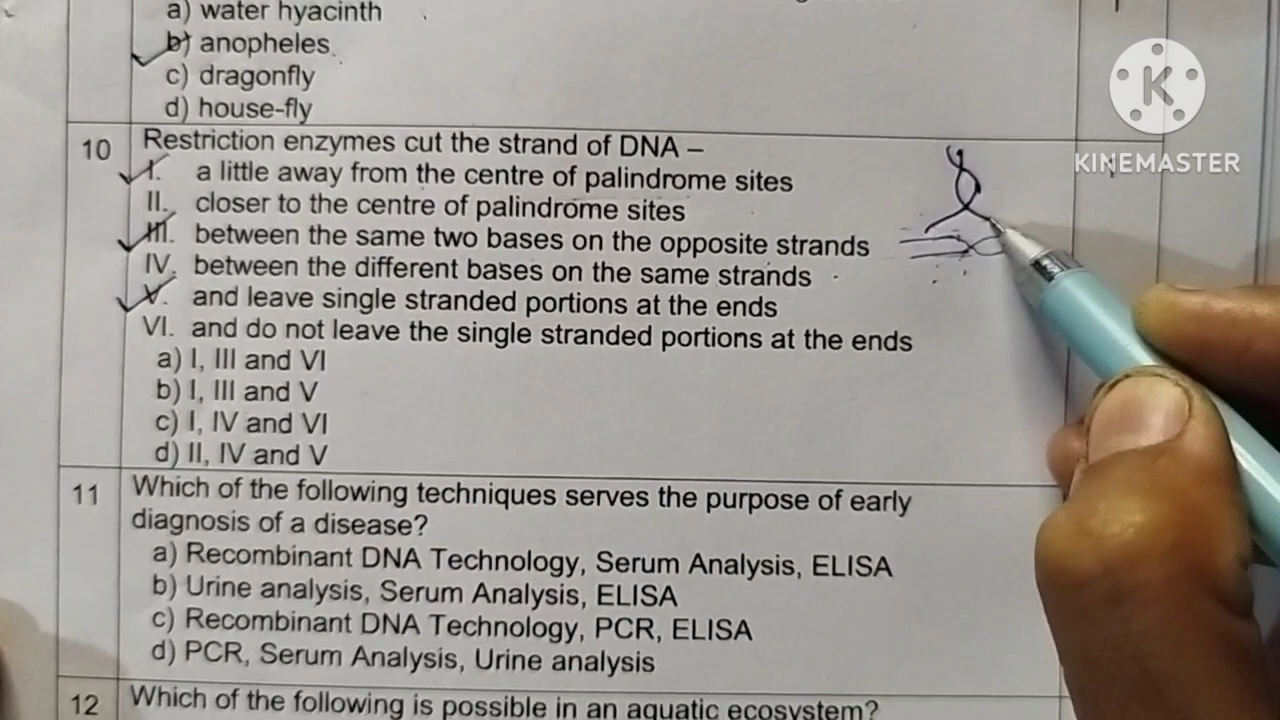 a) water hyacinth
b) anopheles
c) dragonfly
d) house-fly
10 Restriction enzymes cut the strand of DNA –
I. a little away from the centre of palindrome sites
II. closer to the centre of palindrome sites
III. between the same two bases on the opposite strands
IV. between the different bases on the same strands
V. and leave single stranded portions at the ends
VI. and do not leave the single stranded portions at the ends
a) I, III and VI
b) I, III and V
c) I, IV and VI
d) II, IV and V
11 Which of the following techniques serves the purpose of early
diagnosis of a disease?
a) Recombinant DNA Technology, Serum Analysis, ELISA
b) Urine analysis, Serum Analysis, ELISA
c) Recombinant DNA Technology, PCR, ELISA
d) PCR, Serum Analysis, Urine analysis
12 Which of the following is possible in an aquatic ecosystem?
K
KINEMASTER